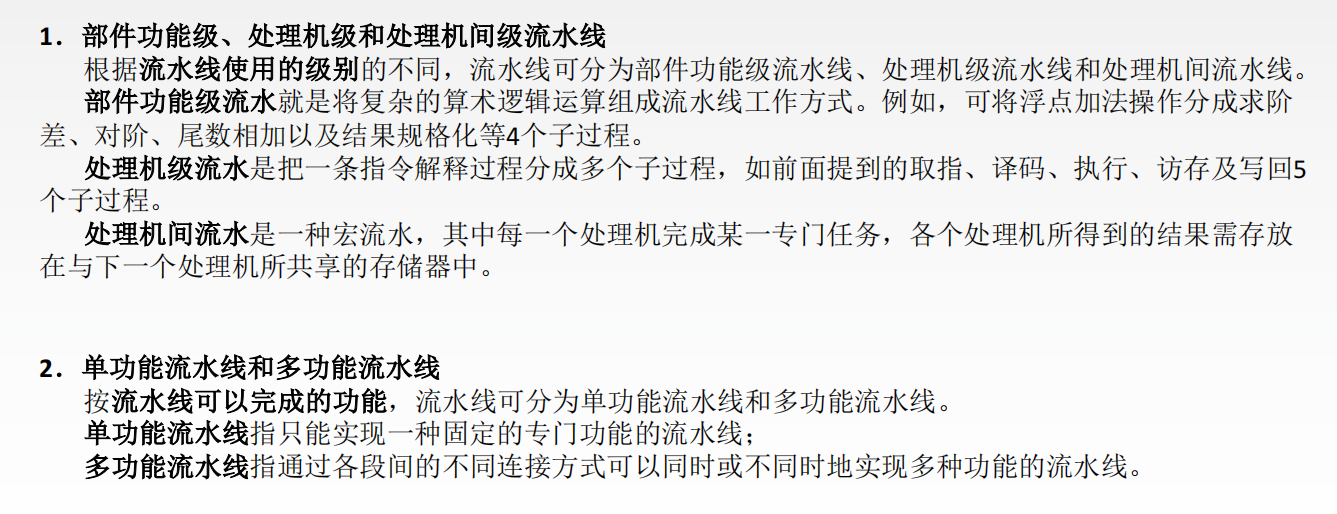 1．部件功能级、处理机级和处理机间级流水线
根据流水线使用的级别的不同，流水线可分为部件功能级流水线、处理机级流水线和处理机间流水线。
部件功能级流水就是将复杂的算术逻辑运算组成流水线工作方式。例如，可将浮点加法操作分成求阶
差、对阶、尾数相加以及结果规格化等4个子过程。
处理机级流水是把一条指令解释过程分成多个子过程，如前面提到的取指、译码、执行、访存及写回5
个子过程。
处理机间流水是一种宏流水，其中每一个处理机完成某一专门任务，各个处理机所得到的结果需存放
在与下一个处理机所共享的存储器中。
2．单功能流水线和多功能流水线
按流水线可以完成的功能，流水线可分为单功能流水线和多功能流水线。
单功能流水线指只能实现一种固定的专门功能的流水线；
多功能流水线指通过各段间的不同连接方式可以同时或不同时地实现多种功能的流水线。